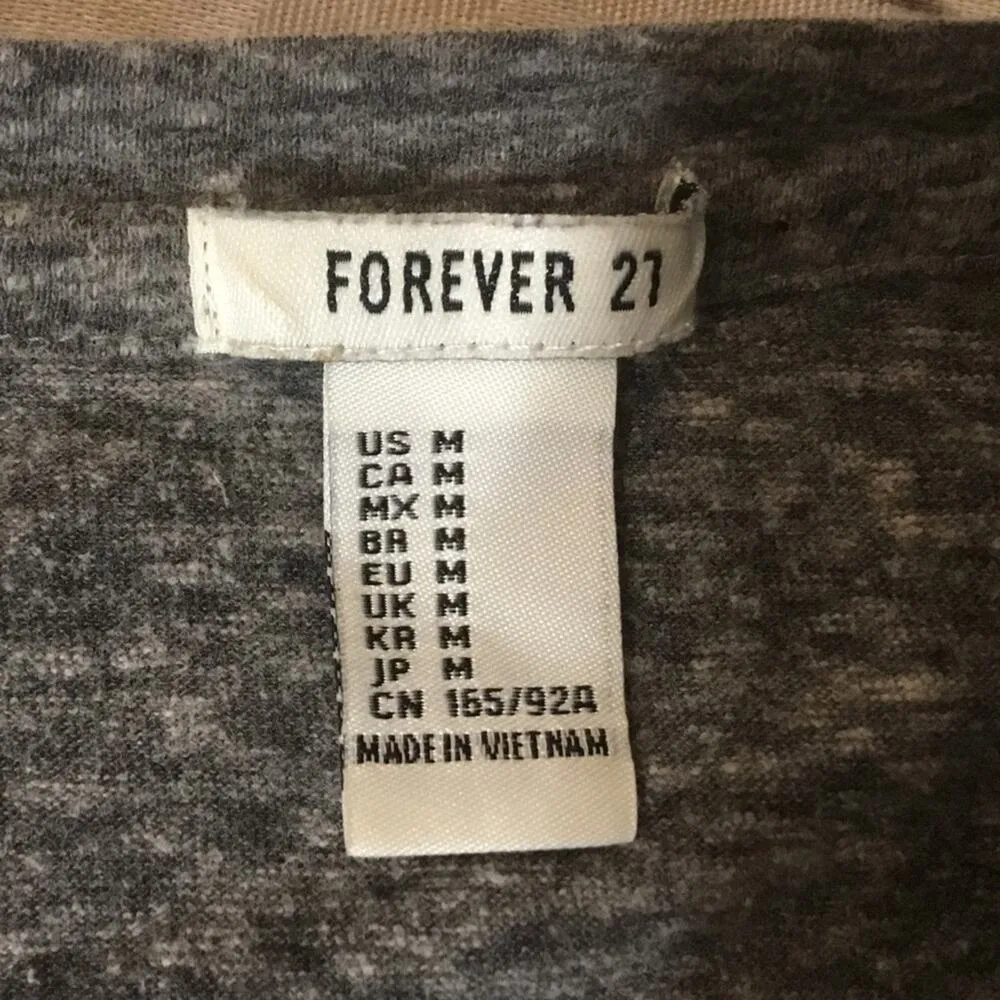 FOREVER 21
US M
CA M
MX M
BR M
EU M
UK M
KR M
JP M
CN 165/92A
MADE IN VIETNAM